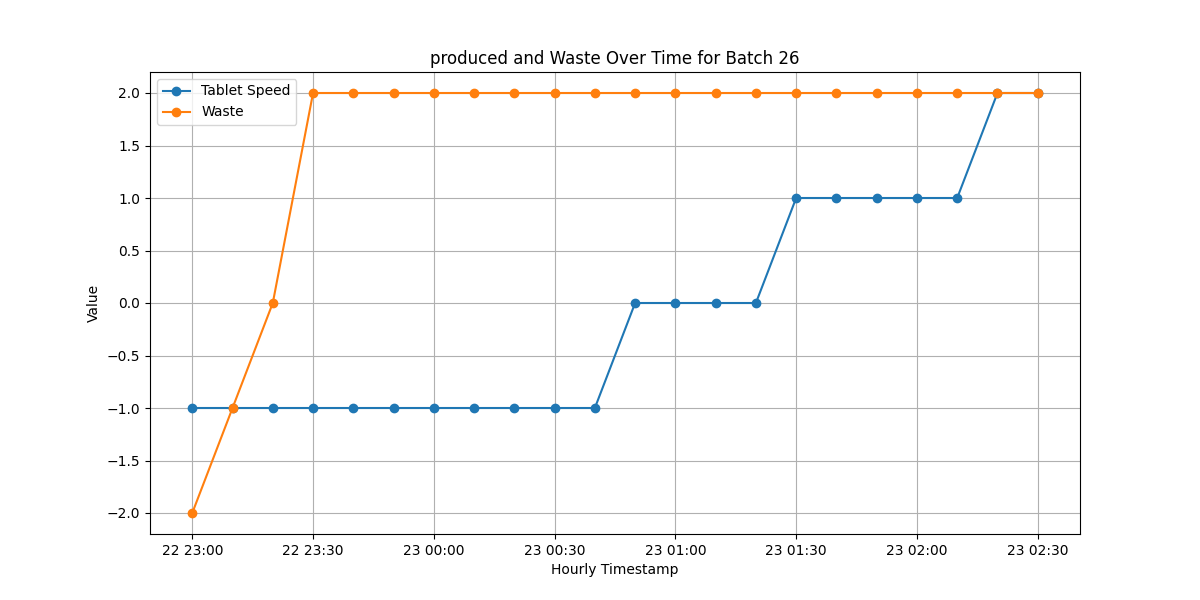 produced and Waste Over Time for Batch 26
Tablet Speed
Waste
2.0
1.5
1.0
0.5
0.0
−0.5
−1.0
−1.5
−2.0
Value
22 23:00 22 23:30 23 00:00 23 00:30 23 01:00 23 01:30 23 02:00 23 02:30
Hourly Timestamp